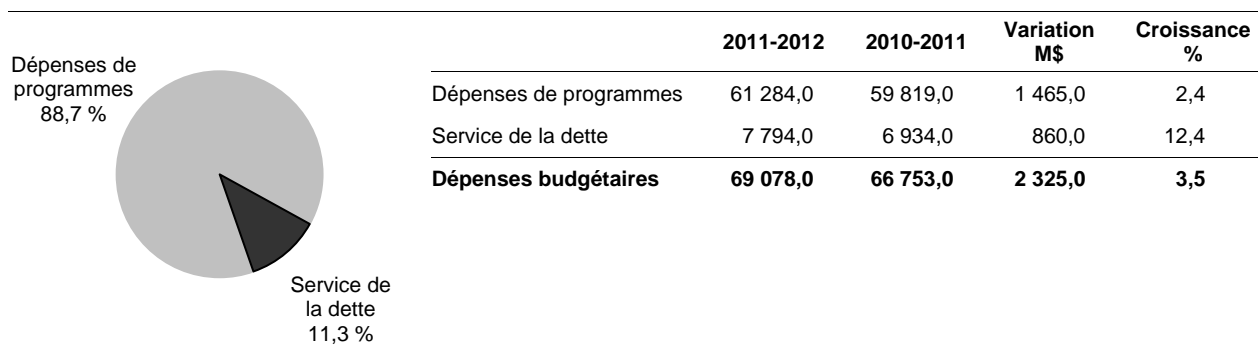 Dépenses de
programmes
88,7 %
Service de
la dette
11,3 %
2011-2012 2010-2011 Variation M$ Croissance %
Dépenses de programmes 61 284,0 59 819,0 1 465,0 2,4
Service de la dette 7 794,0 6 934,0 860,0 12,4
Dépenses budgétaires 69 078,0 66 753,0 2 325,0 3,5